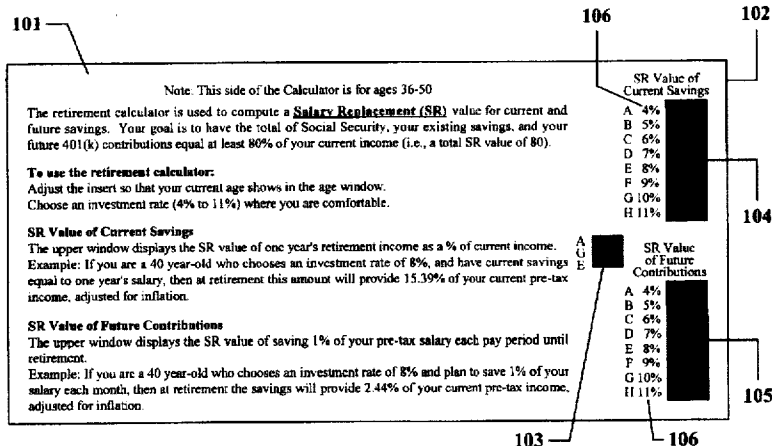 101
106
102
Note: This side of the Calculator is for ages 36-50
The retirement calculator is used to compute a Salary Replacement (SR) value for current and
future savings. Your goal is to have the total of Social Security, your existing savings, and your
future 401(k) contributions equal at least 80% of your current income (i.e., a total SR value of 80).
To use the retirement calculator:
Adjust the insert so that your current age shows in the age window.
Choose an investment rate (4% to 11%) where you are comfortable.
SR Value of Current Savings
The upper window displays the SR value of one year's retirement income as a % of current income.
Example: If you are a 40 year-old who chooses an investment rate of 8%, and have current savings
equal to one year's salary, then at retirement this amount will provide 15.39% of your current pre-tax
income, adjusted for inflation.
SR Value of Future Contributions
The upper window displays the SR value of saving 1% of your pre-tax salary each pay period until
retirement.
Example: If you are a 40 year-old who chooses an investment rate of 8% and plan to save 1% of your
salary each month, then at retirement the savings will provide 2.44% of your current pre-tax income,
adjusted for inflation.
SR Value of
Current Savings
A 4%
B 5%
C 6%
D 7%
E 8%
F 9%
G 10%
H 11%
104
A
G
E
SR Value
of Future
Contributions
A 4%
B 5%
C 6%
D 7%
E 8%
F 9%
G 10%
H 11%
105
103
106